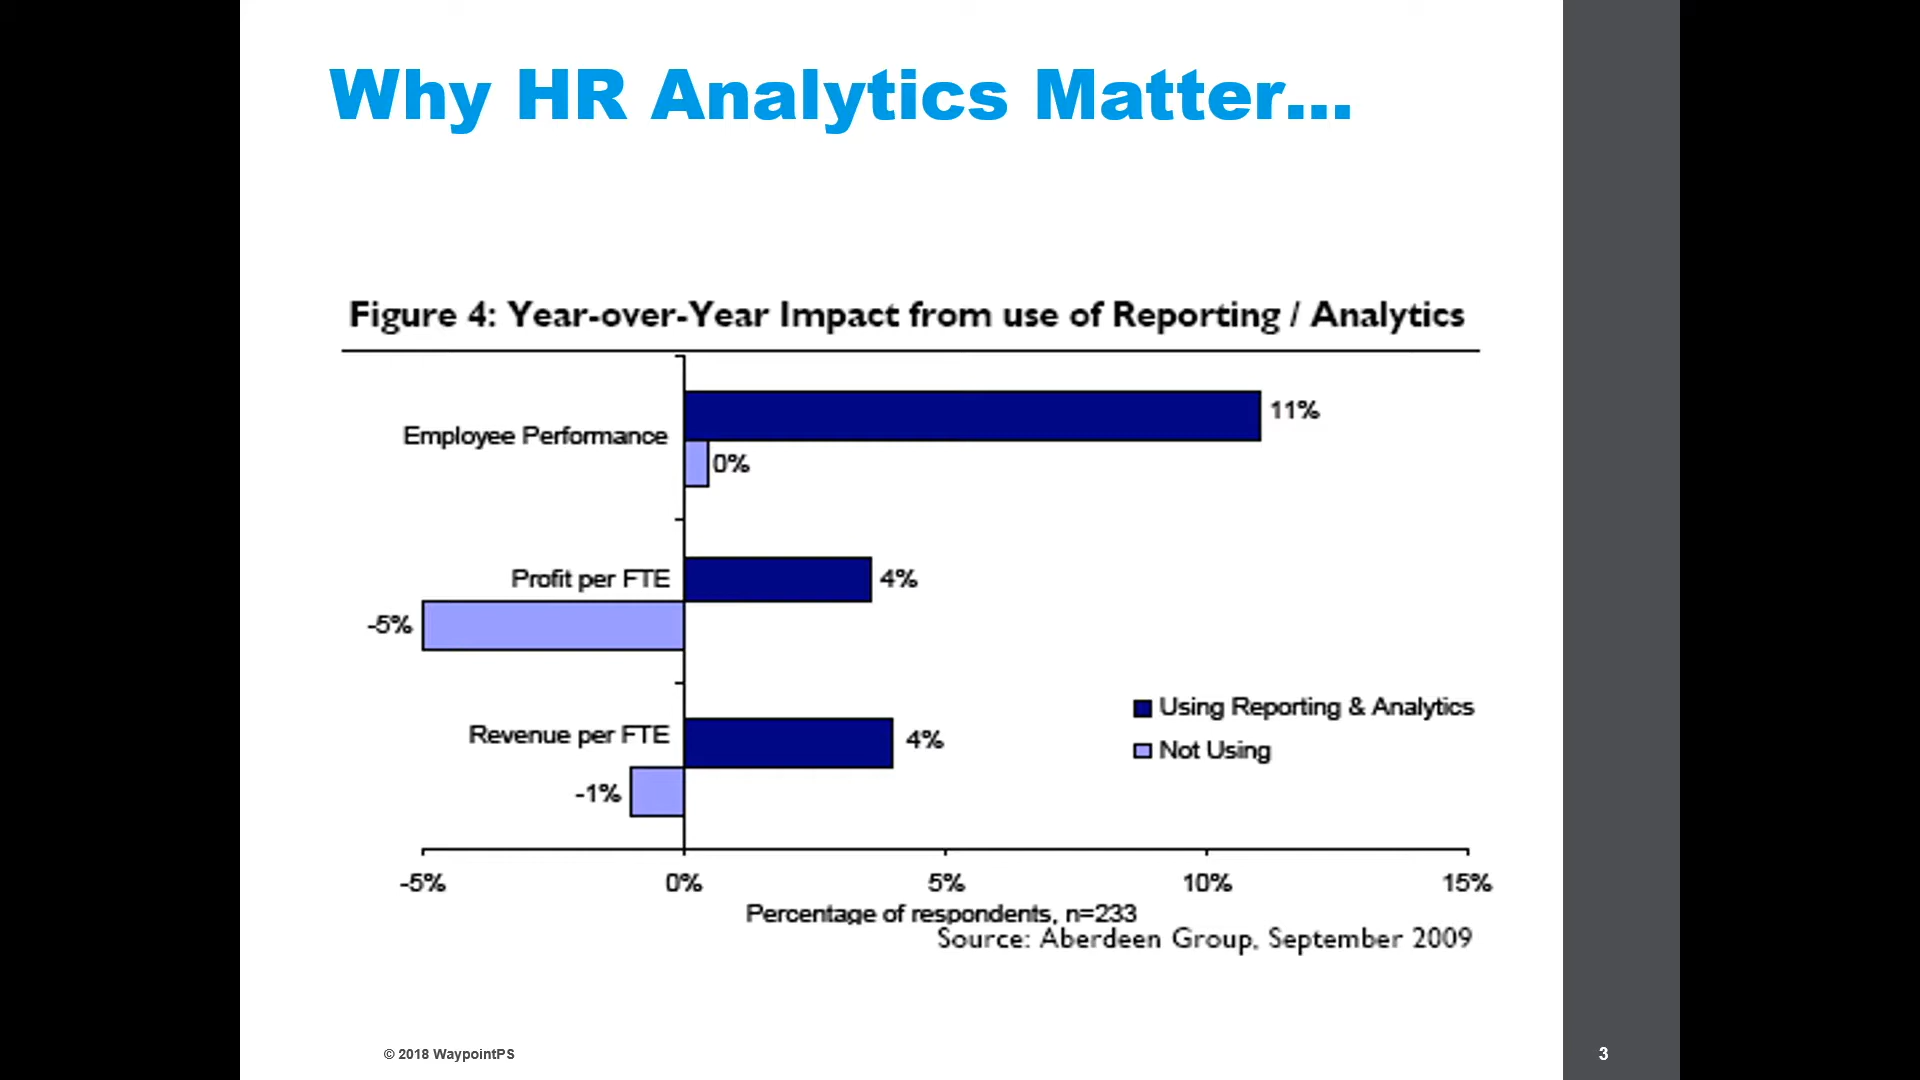 Why HR Analytics Matter...
Figure 4: Year-over-Year Impact from use of Reporting / Analytics
Employee Performance
11%
0%
Profit per FTE
4%
-5%
Revenue per FTE
4%
-1%
Using Reporting & Analytics
Not Using
-5% 0% 5% 10% 15%
Percentage of respondents, n=233
Source: Aberdeen Group, September 2009
© 2018 WaypointPS
3